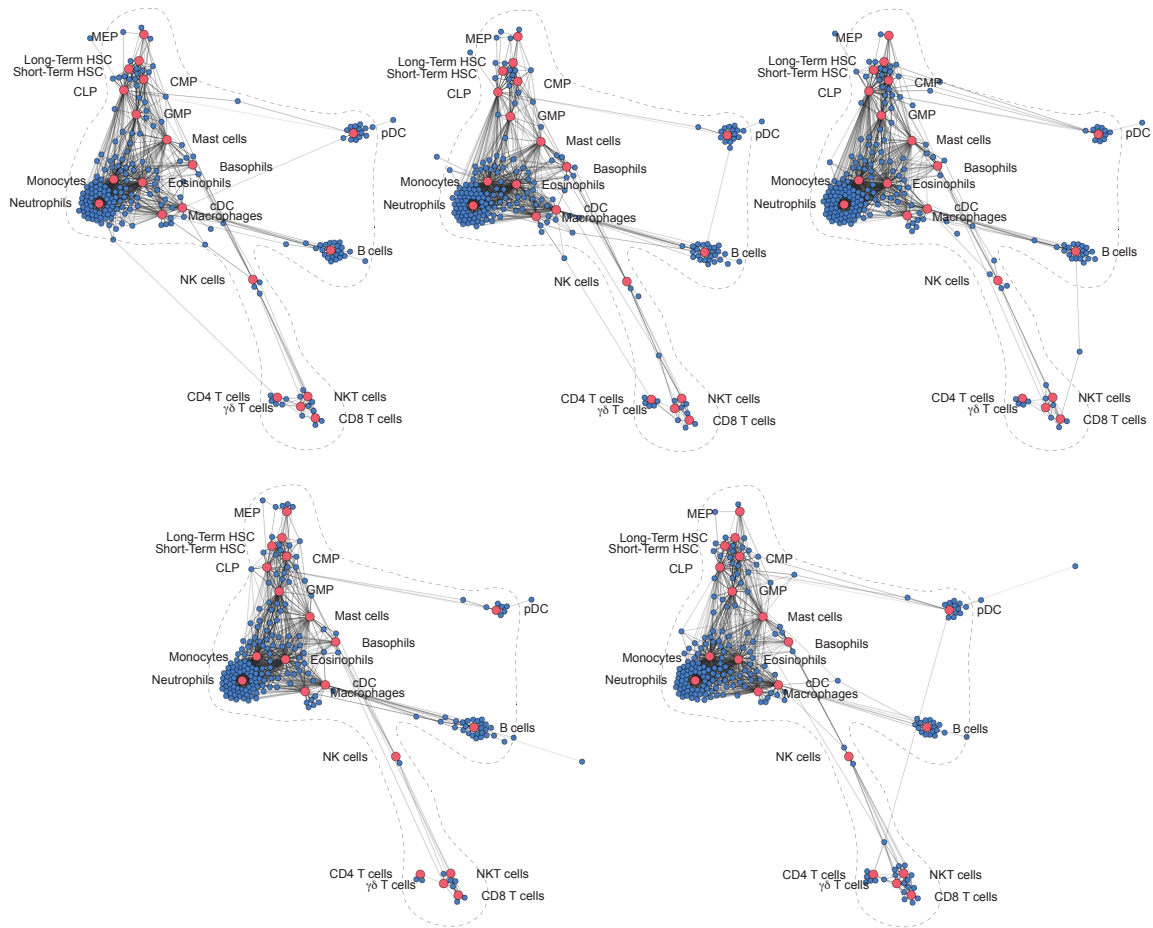 MEP
Long-Term HSC
Short-Term HSC
CMP
CLP
GMP
Mast cells
pDC
Basophils
Monocytes
Eosinophils
Neutrophils
cDC
Macrophages
B cells
NK cells
CD4 T cells
NKT cells
γδ T cells
CD8 T cells
MEP
Long-Term HSC
Short-Term HSC
CMP
CLP
GMP
Mast cells
pDC
Basophils
Monocytes
Eosinophils
Neutrophils
cDC
Macrophages
B cells
NK cells
CD4 T cells
NKT cells
γδ T cells
CD8 T cells
MEP
Long-Term HSC
Short-Term HSC
CMP
CLP
GMP
Mast cells
pDC
Basophils
Monocytes
Eosinophils
Neutrophils
cDC
Macrophages
B cells
NK cells
CD4 T cells
NKT cells
γδ T cells
CD8 T cells
MEP
Long-Term HSC
Short-Term HSC
CMP
CLP
GMP
pDC
Mast cells
Basophils
Monocytes
Eosinophils
Neutrophils
cDC
Macrophages
B cells
NK cells
CD4 T cells
NKT cells
γδ T cells
CD8 T cells
MEP
Long-Term HSC
Short-Term HSC
CMP
CLP
GMP
pDC
Mast cells
Basophils
Monocytes
Eosinophils
Neutrophils
cDC
Macrophages
B cells
NK cells
CD4 T cells
NKT cells
γδ T cells
CD8 T cells